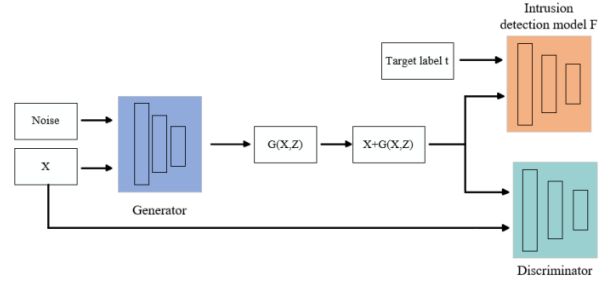 Intrusion
detection model F
Target label t
Noise
X
G(X,Z)
X+G(X,Z)
Generator
Discriminator